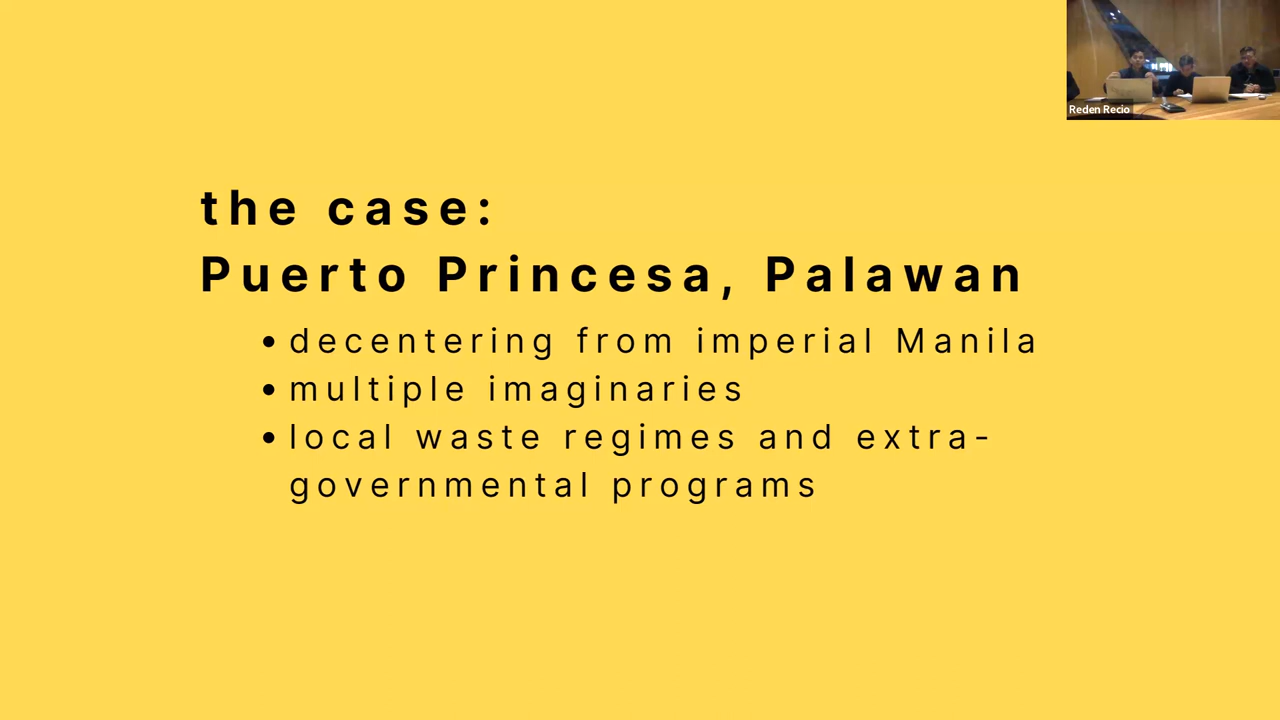 Reden Recio
the case:
Puerto Princesa, Palawan
• decentering from imperial Manila
• multiple imaginaries
• local waste regimes and extra-
governmental programs